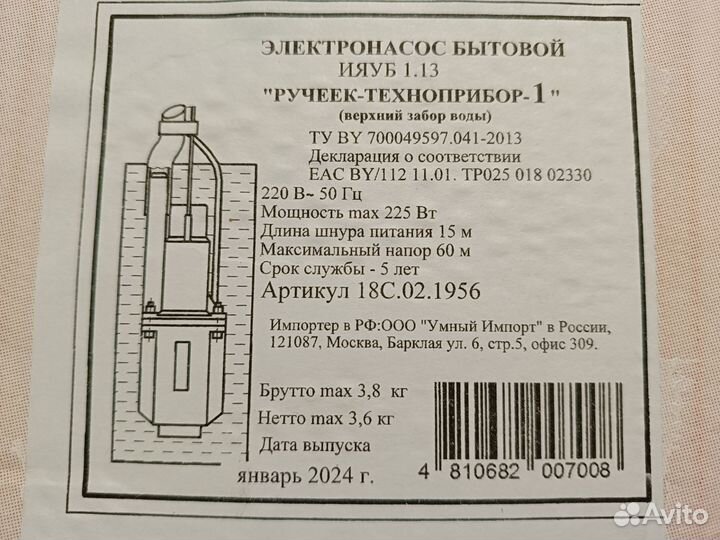 ЭЛЕКТРОНАСОС БЫТОВОЙ
ИЯУБ 1.13
"РУЧЕЕК-ТЕХНОПРИБОР-1"
(верхний забор воды)
ТУ BY 700049597.041-2013
Декларация о соответствии
ЕАС BY/112 11.01. ТР025 018 02330
220 В~ 50 Гц
Мощность max 225 Вт
Длина шнура питания 15 м
Максимальный напор 60 м
Срок службы - 5 лет
Артикул 18С.02.1956
Импортер в РФ:ООО "Умный Импорт" в России,
121087, Москва, Барклая ул. 6, стр.5, офис 309.
Брутто max 3,8 кг
Нетто max 3,6 кг
Дата выпуска
январь 2024 г.
4 810682 007008
Avito